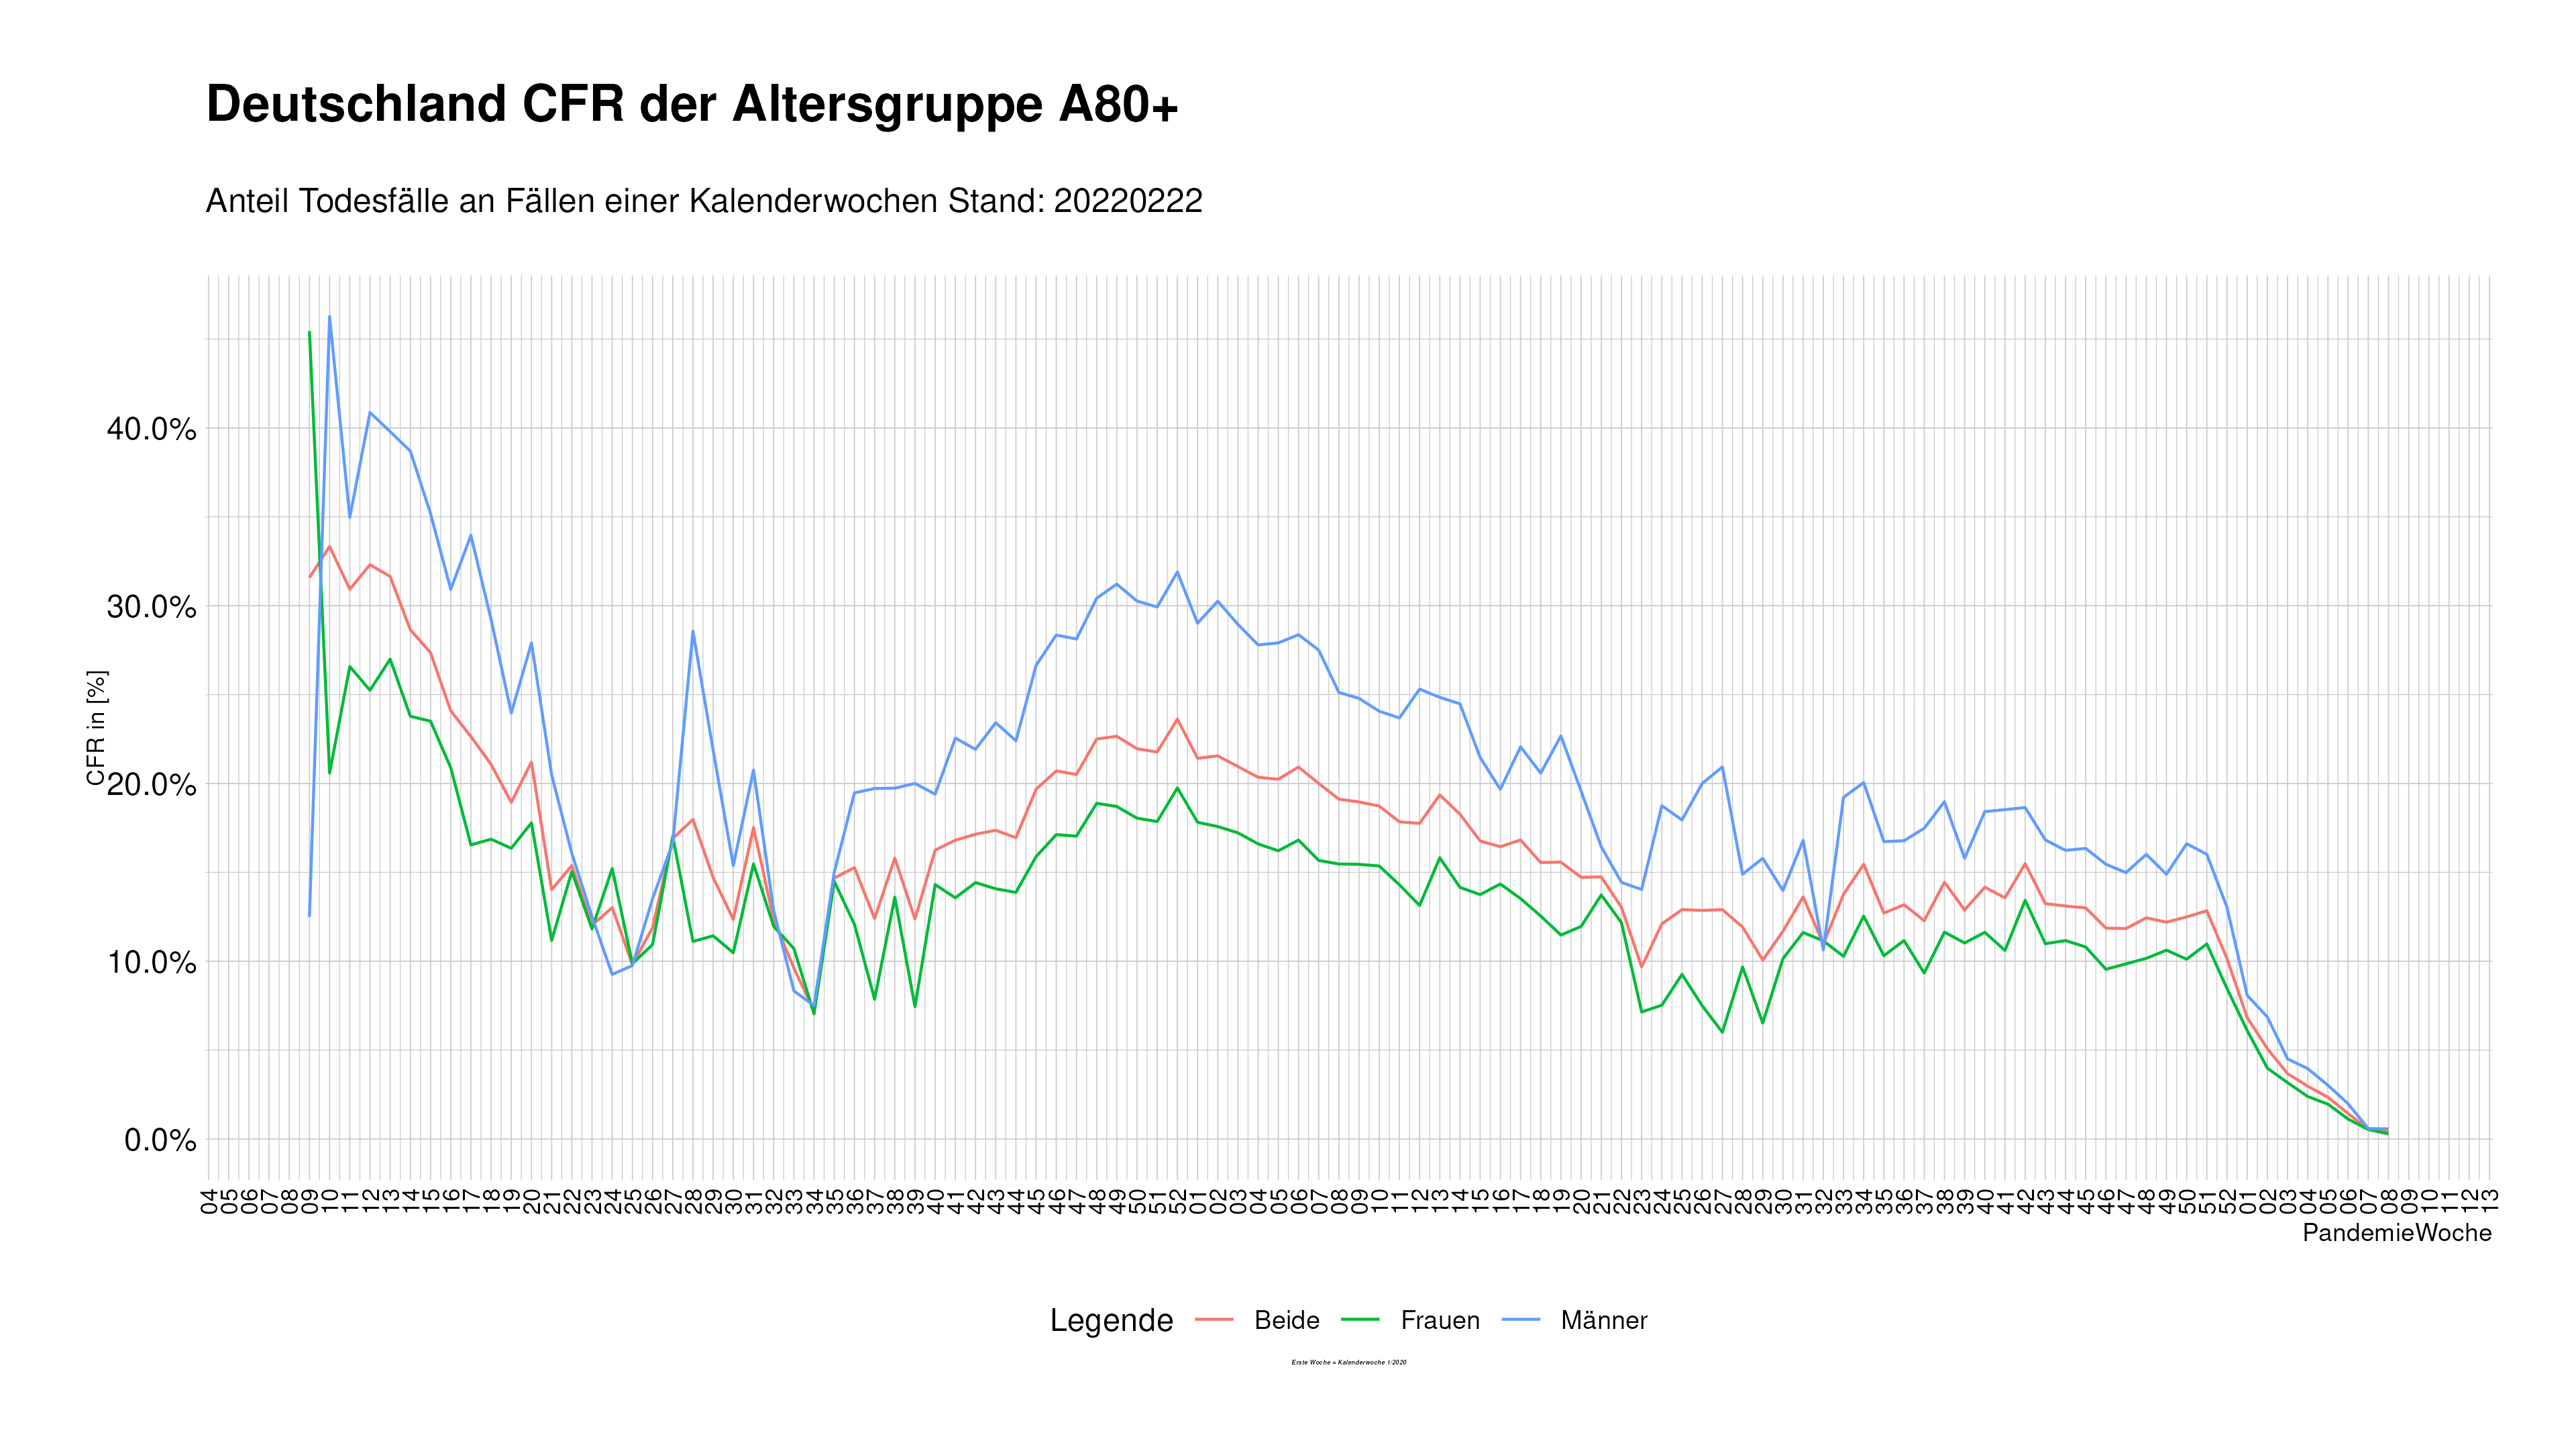 Deutschland CFR der Altersgruppe A80+
Anteil Todesfälle an Fällen einer Kalenderwochen Stand: 20220222
CFR in [%]
40.0%
30.0%
20.0%
10.0%
0.0%
04 05 06 07 08 09 10 11 12 13 14 15 16 17 18 19 20 21 22 23 24 25 26 27 28 29 30 31 32 33 34 35 36 37 38 39 40 41 42 43 44 45 46 47 48 49 50 51 52 01 02 03 04 05 06 07 08 09 10 11 12 13 14 15 16 17 18 19 20 21 22 23 24 25 26 27 28 29 30 31 32 33 34 35 36 37 38 39 40 41 42 43 44 45 46 47 48 49 50 51 52 01 02 03 04 05 06 07 08 09 10 11 12 13
PandemieWoche
Legende Beide Frauen Männer
Erste Woche = Kalenderwoche 1/2020